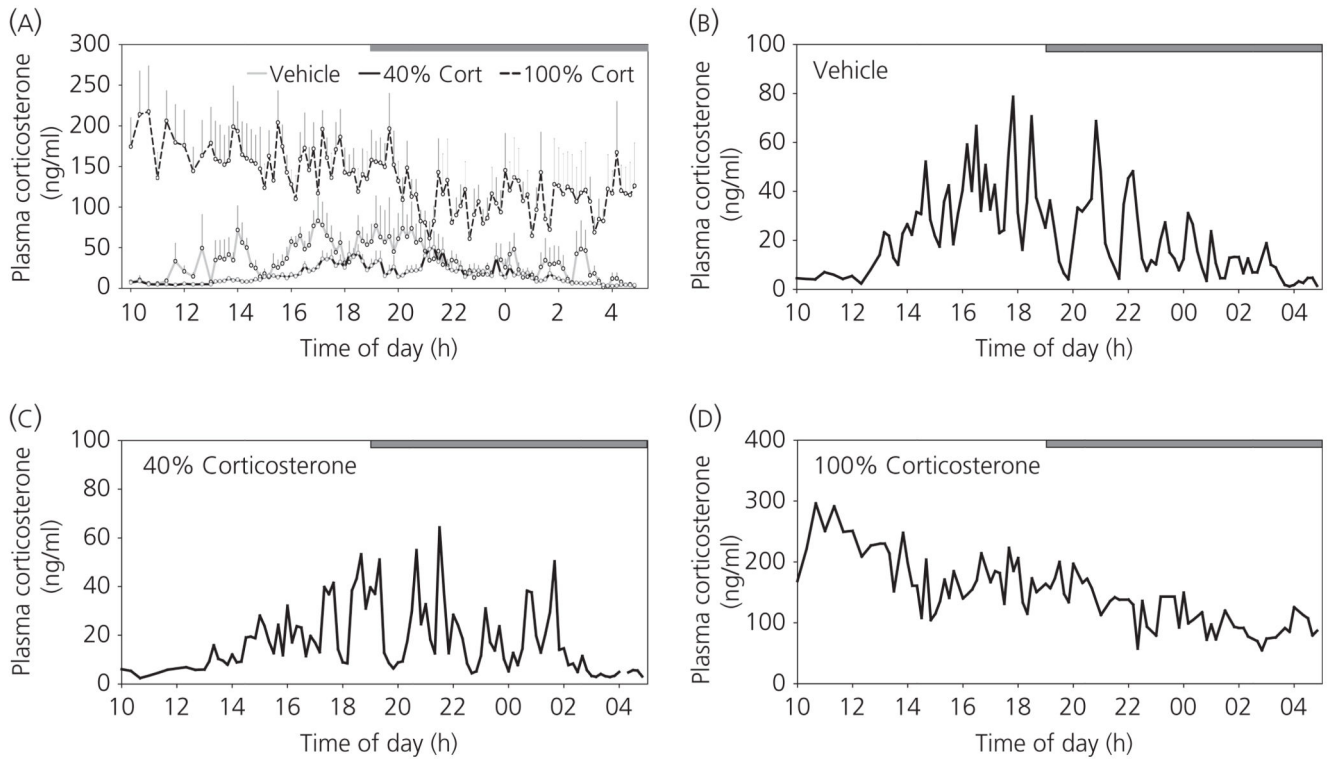 (A)
300
250
200
150
100
50
0
Plasma corticosterone
(ng/ml)
Vehicle 40% Cort 100% Cort
10 12 14 16 18 20 22 0 2 4
Time of day (h)
(B)
100
80
60
40
20
0
Plasma corticosterone
(ng/ml)
Vehicle
10 12 14 16 18 20 22 00 02 04
Time of day (h)
(C)
100
80
60
40
20
0
Plasma corticosterone
(ng/ml)
40% Corticosterone
10 12 14 16 18 20 22 00 02 04
Time of day (h)
(D)
400
300
200
100
0
Plasma corticosterone
(ng/ml)
100% Corticosterone
10 12 14 16 18 20 22 00 02 04
Time of day (h)